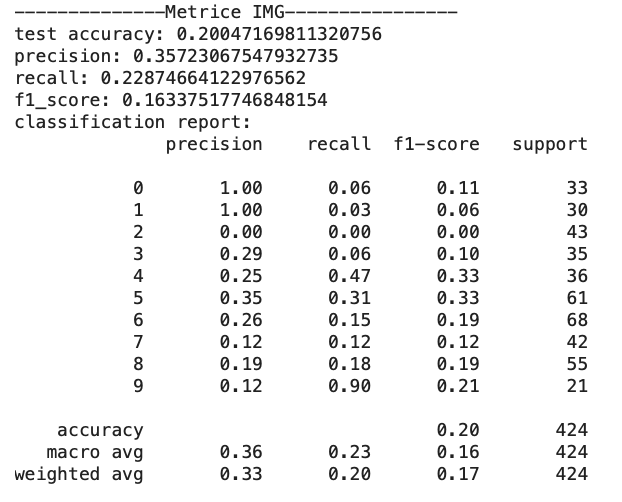 --------------Metrice IMG----------------
test accuracy: 0.20047169811320756
precision: 0.35723067547932735
recall: 0.22874664122976562
f1_score: 0.16337517746848154
classification report:
precision recall f1-score support
0 1.00 0.06 0.11 33
1 1.00 0.03 0.06 30
2 0.00 0.00 0.00 43
3 0.29 0.06 0.10 35
4 0.25 0.47 0.33 36
5 0.35 0.31 0.33 61
6 0.26 0.15 0.19 68
7 0.12 0.12 0.12 42
8 0.19 0.18 0.19 55
9 0.12 0.90 0.21 21
accuracy 0.20 424
macro avg 0.36 0.23 0.16 424
weighted avg 0.33 0.20 0.17 424